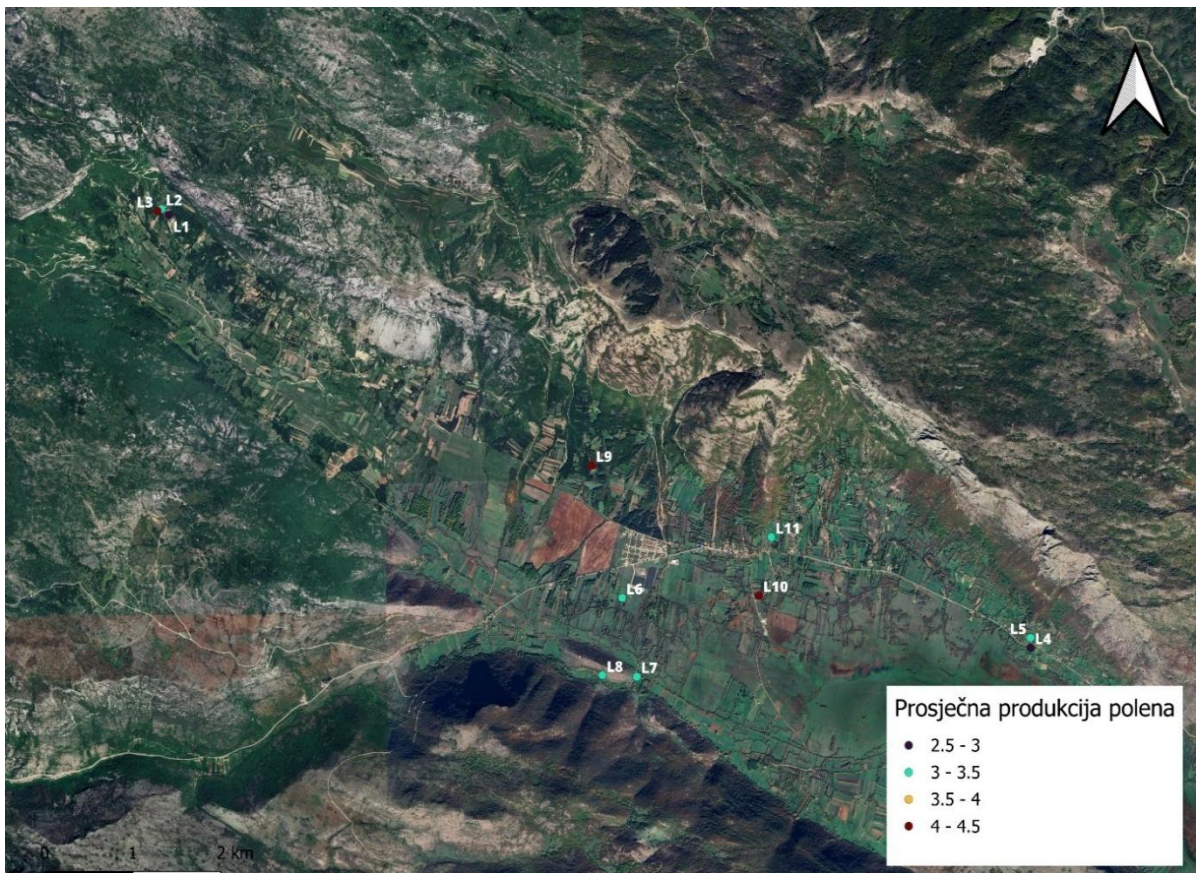 L3
L2
L1
L9
L11
L6
L10
L5
L4
L8
L7
Prosječna produkcija polena
2.5 - 3
3 - 3.5
3.5 - 4
4 - 4.5
0 1 2 km